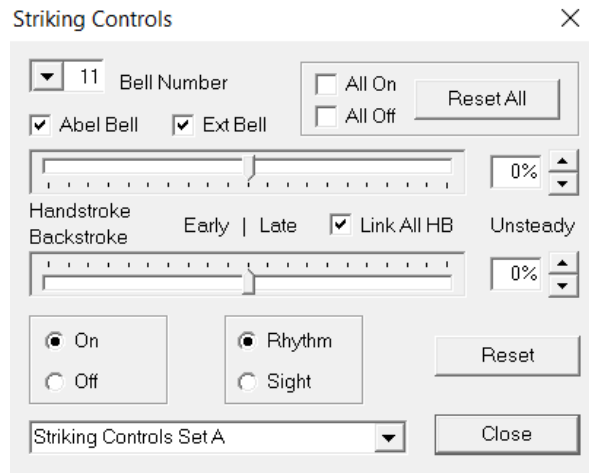 Striking Controls
11 Bell Number
All On
Reset All
All Off
Abel Bell
Ext Bell
0%
Handstroke
Backstroke
Early | Late
Link All HB
Unsteady
0%
On
Rhythm
Off
Sight
Reset
Striking Controls Set A
Close